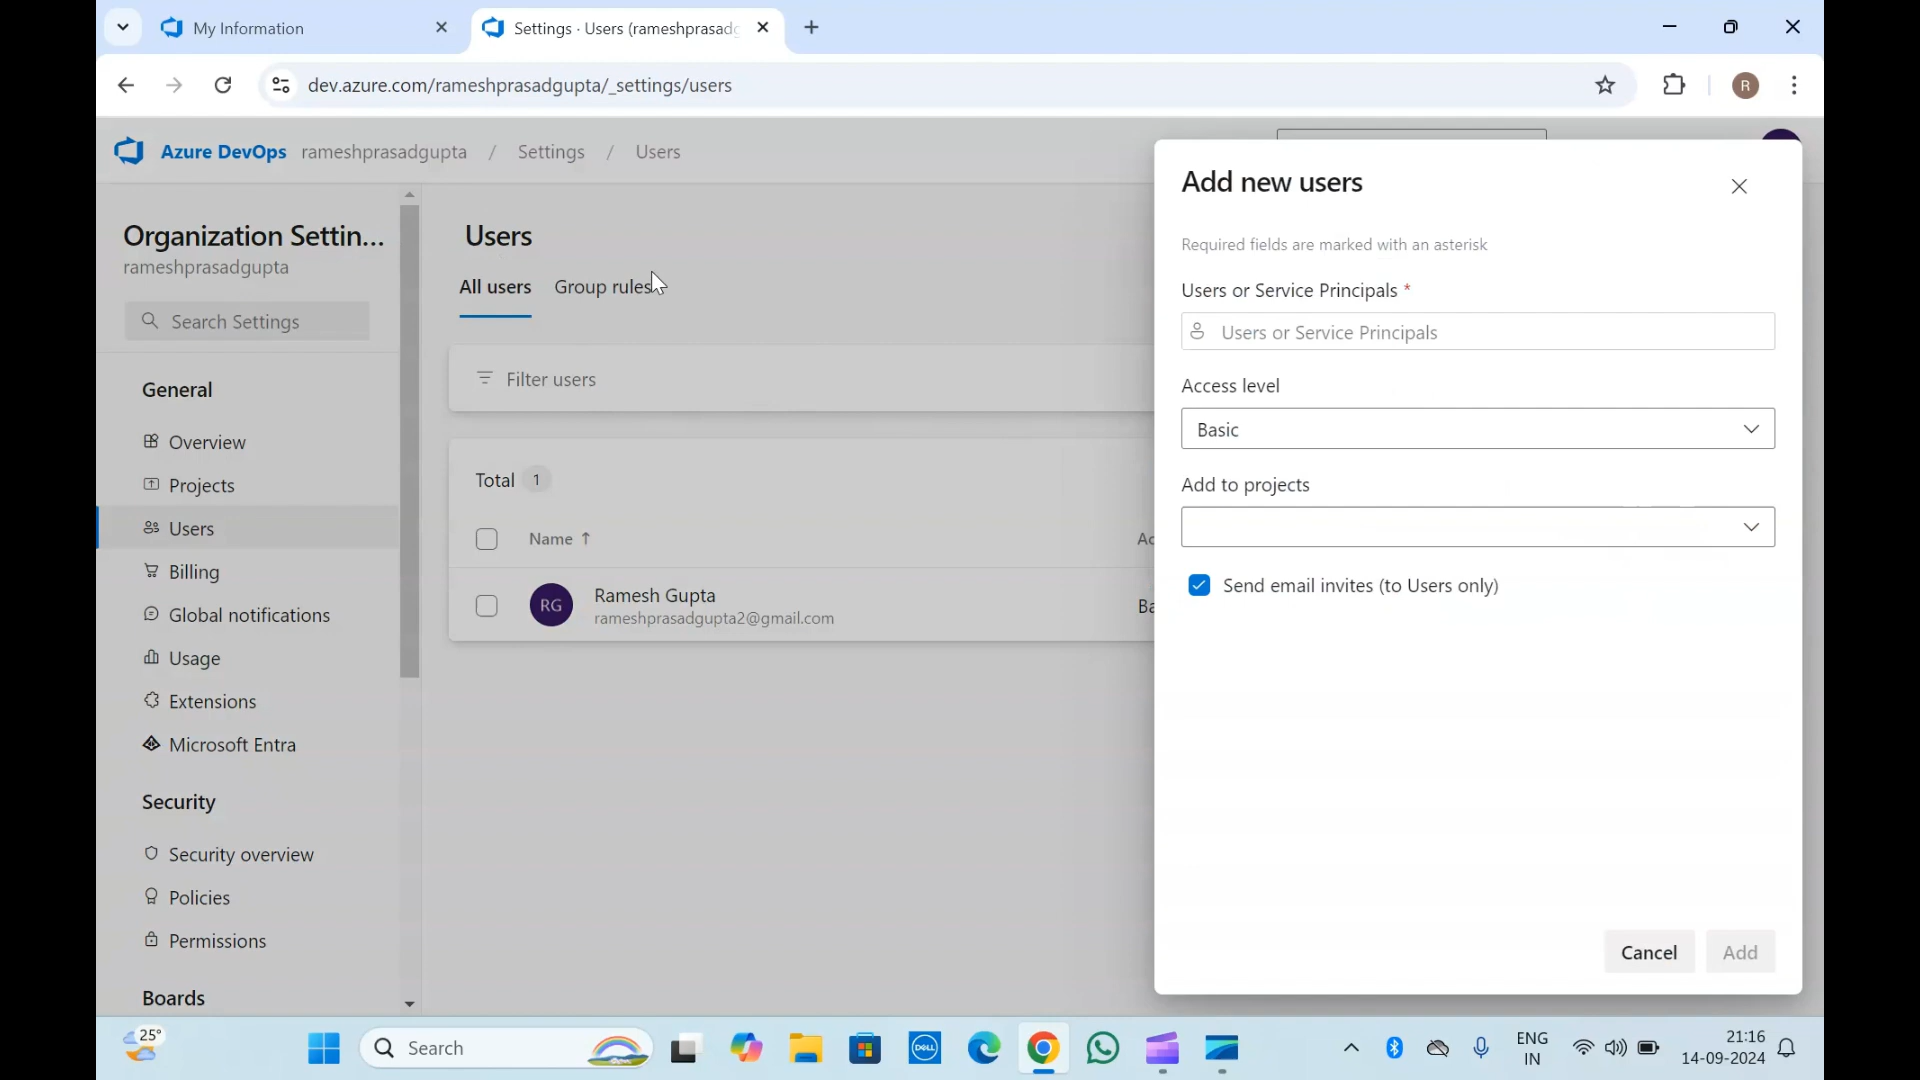 My Information
Settings · Users (rameshprasadg
dev.azure.com/rameshprasadgupta/_settings/users
R
Azure DevOps rameshprasadgupta / Settings / Users
Organization Settin...
rameshprasadgupta
Search Settings
General
Overview
Projects
Users
Billing
Global notifications
Usage
Extensions
Microsoft Entra
Security
Security overview
Policies
Permissions
Boards
Users
All users Group rules
Filter users
Total 1
Name ↑
Ac
RG
Ramesh Gupta
rameshprasadgupta2@gmail.com
Ba
Add new users
Required fields are marked with an asterisk
Users or Service Principals *
Users or Service Principals
Access level
Basic
Add to projects
Send email invites (to Users only)
Cancel Add
25°
Search
DELL
ENG
IN
21:16
14-09-2024